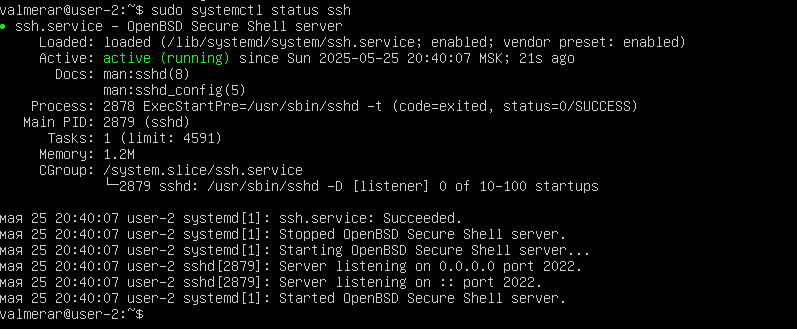 valmerar@user-2:~$ sudo systemctl status ssh
● ssh.service - OpenBSD Secure Shell server
     Loaded: loaded (/lib/systemd/system/ssh.service; enabled; vendor preset: enabled)
     Active: active (running) since Sun 2025-05-25 20:40:07 MSK; 21s ago
       Docs: man:sshd(8)
             man:sshd_config(5)
    Process: 2878 ExecStartPre=/usr/sbin/sshd -t (code=exited, status=0/SUCCESS)
   Main PID: 2879 (sshd)
      Tasks: 1 (limit: 4591)
     Memory: 1.2M
     CGroup: /system.slice/ssh.service
             └─2879 sshd: /usr/sbin/sshd -D [listener] 0 of 10-100 startups

мая 25 20:40:07 user-2 systemd[1]: ssh.service: Succeeded.
мая 25 20:40:07 user-2 systemd[1]: Stopped OpenBSD Secure Shell server.
мая 25 20:40:07 user-2 systemd[1]: Starting OpenBSD Secure Shell server...
мая 25 20:40:07 user-2 sshd[2879]: Server listening on 0.0.0.0 port 2022.
мая 25 20:40:07 user-2 sshd[2879]: Server listening on :: port 2022.
мая 25 20:40:07 user-2 systemd[1]: Started OpenBSD Secure Shell server.
valmerar@user-2:~$